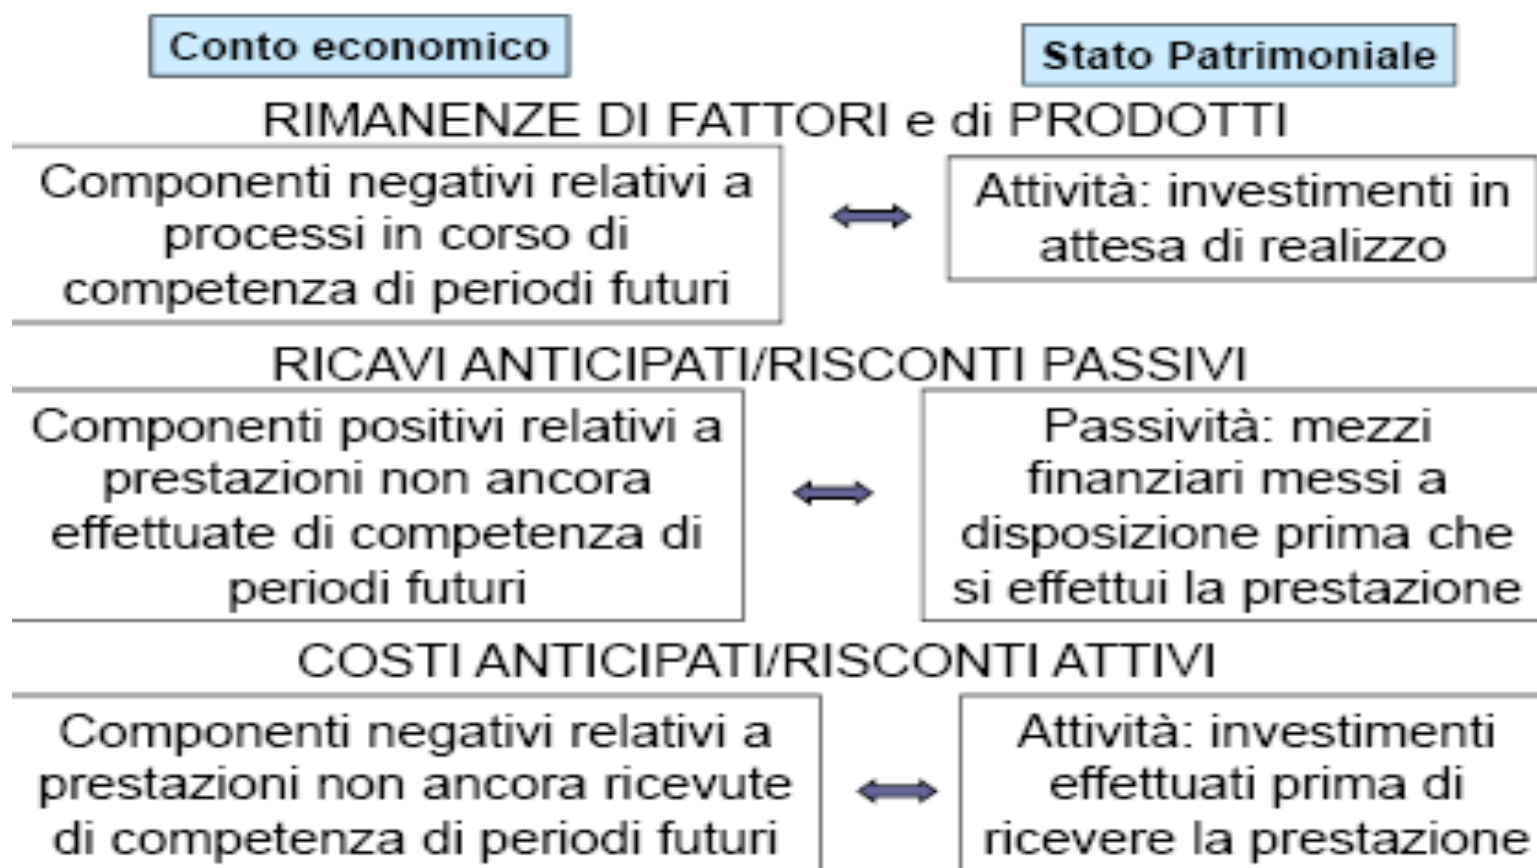 Conto economico
Stato Patrimoniale
RIMANENZE DI FATTORI e di PRODOTTI
Componenti negativi relativi a
processi in corso di
competenza di periodi futuri
Attività: investimenti in
attesa di realizzo
RICAVI ANTICIPATI/RISCONTI PASSIVI
Componenti positivi relativi a
prestazioni non ancora
effettuate di competenza di
periodi futuri
Passività: mezzi
finanziari messi a
disposizione prima che
si effettui la prestazione
COSTI ANTICIPATI/RISCONTI ATTIVI
Componenti negativi relativi a
prestazioni non ancora ricevute
di competenza di periodi futuri
Attività: investimenti
effettuati prima di
ricevere la prestazione